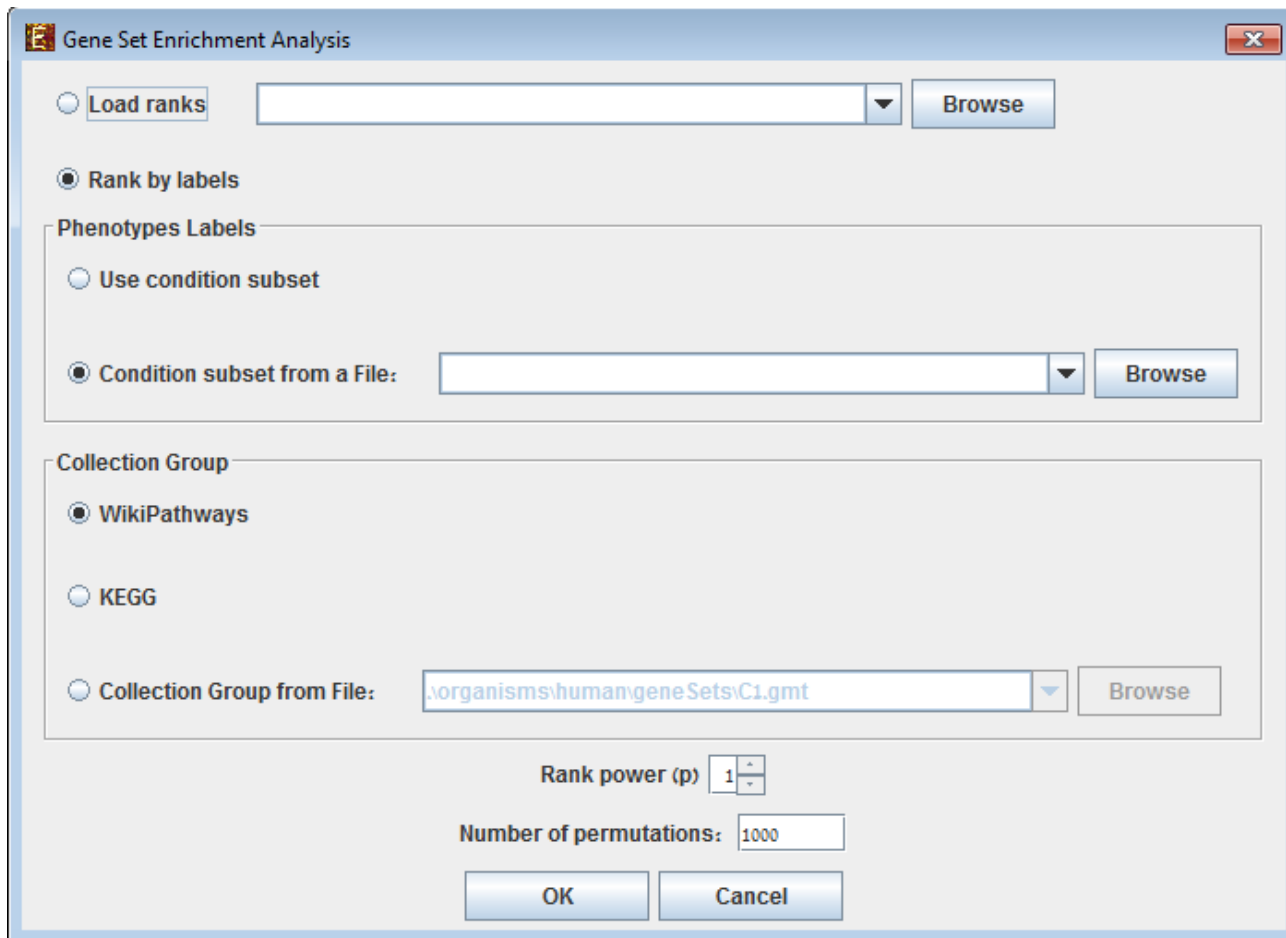 Gene Set Enrichment Analysis
Load ranks Browse
Rank by labels
Phenotypes Labels
Use condition subset
Condition subset from a File: Browse
Collection Group
WikiPathways
KEGG
Collection Group from File: .\organisms\human\geneSets\C1.gmt Browse
Rank power (p) 1
Number of permutations: 1000
OK Cancel